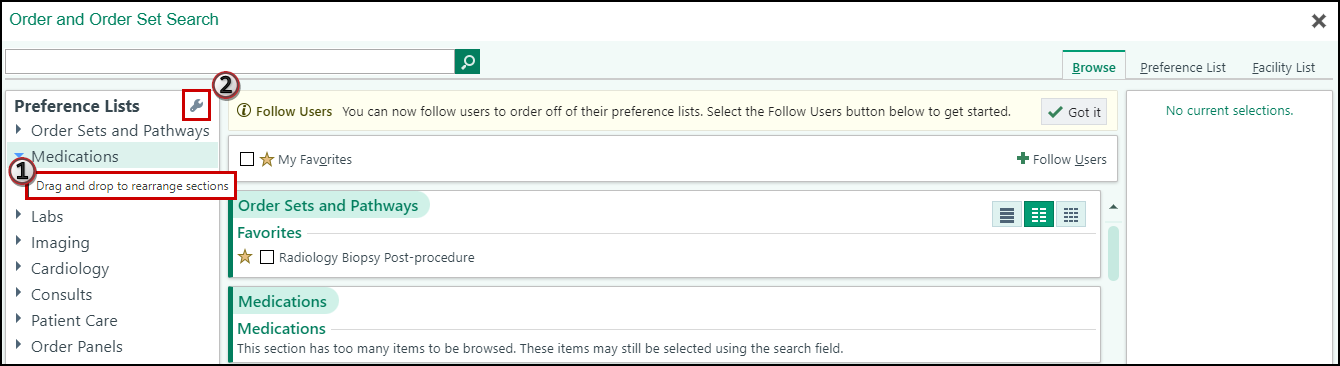 Order and Order Set Search
Browse
Preference List
Facility List
2
Preference Lists
Order Sets and Pathways
Medications
1
Drag and drop to rearrange sections
Labs
Imaging
Cardiology
Consults
Patient Care
Order Panels
Follow Users You can now follow users to order off of their preference lists. Select the Follow Users button below to get started.
Got it
My Favorites
Follow Users
Order Sets and Pathways
Favorites
Radiology Biopsy Post-procedure
Medications
Medications
This section has too many items to be browsed. These items may still be selected using the search field.
No current selections.